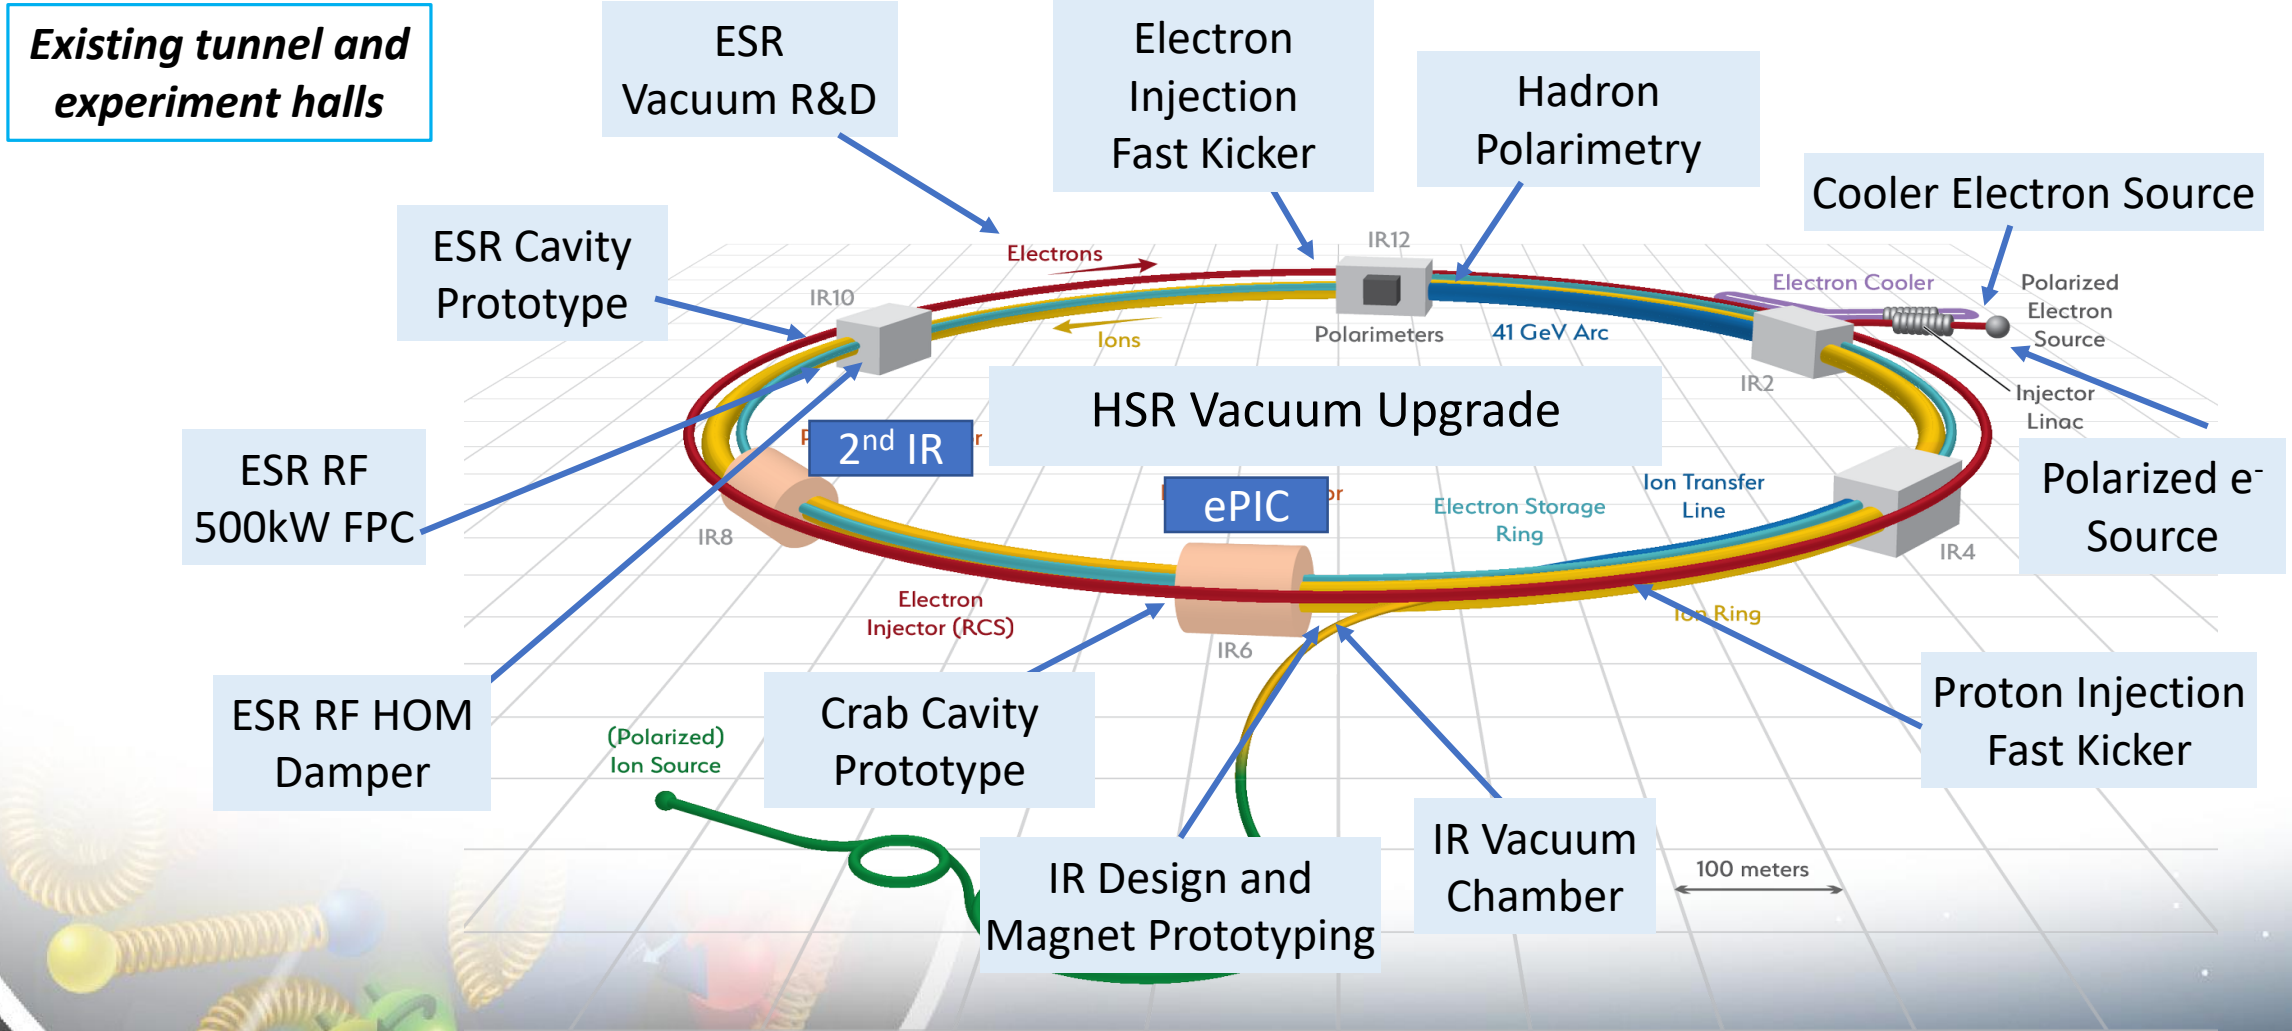 Existing tunnel and
experiment halls
ESR
Vacuum R&D
Electron
Injection
Fast Kicker
Hadron
Polarimetry
Cooler Electron Source
ESR Cavity
Prototype
Electrons
IR12
IR10
Electron Cooler
Polarized
Electron
Source
Ions
Polarimeters
41 GeV Arc
IR2
Injector
Linac
HSR Vacuum Upgrade
2nd IR
ESR RF
500kW FPC
ePIC
Electron Storage
Ring
Ion Transfer
Line
Polarized e-
Source
IR8
IR4
Electron
Injector (RCS)
Ion Ring
IR6
ESR RF HOM
Damper
(Polarized)
Ion Source
Crab Cavity
Prototype
Proton Injection
Fast Kicker
IR Design and
Magnet Prototyping
IR Vacuum
Chamber
100 meters